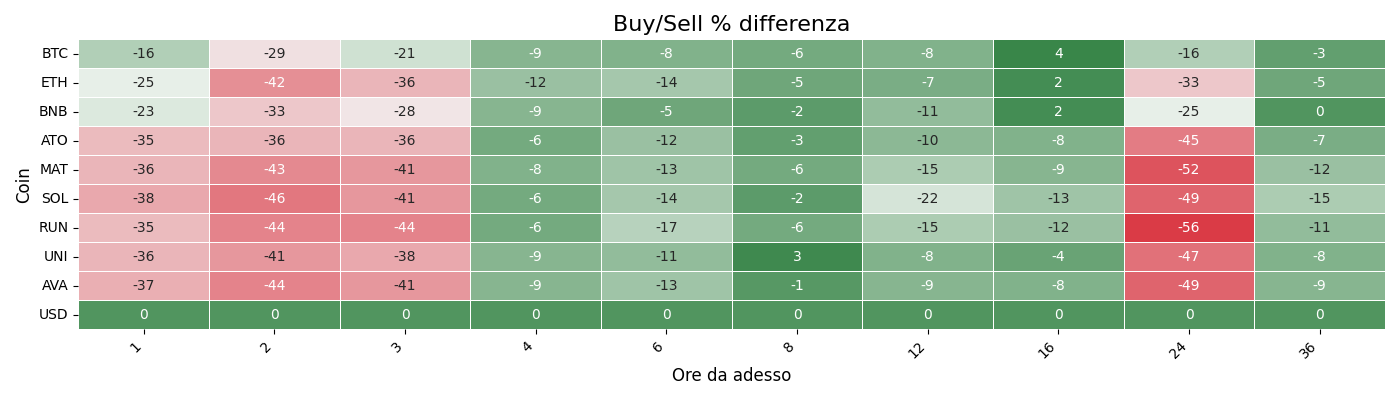 Buy/Sell % differenza
Coin
BTC -16 -29 -21 -9 -8 -6 -8 4 -16 -3
ETH -25 -42 -36 -12 -14 -5 -7 2 -33 -5
BNB -23 -33 -28 -9 -5 -2 -11 2 -25 0
ATO -35 -36 -36 -6 -12 -3 -10 -8 -45 -7
MAT -36 -43 -41 -8 -13 -6 -15 -9 -52 -12
SOL -38 -46 -41 -6 -14 -2 -22 -13 -49 -15
RUN -35 -44 -44 -6 -17 -6 -15 -12 -56 -11
UNI -36 -41 -38 -9 -11 3 -8 -4 -47 -8
AVA -37 -44 -41 -9 -13 -1 -9 -8 -49 -9
USD 0 0 0 0 0 0 0 0 0 0
1 2 3 4 6 8 12 16 24 36
Ore da adesso